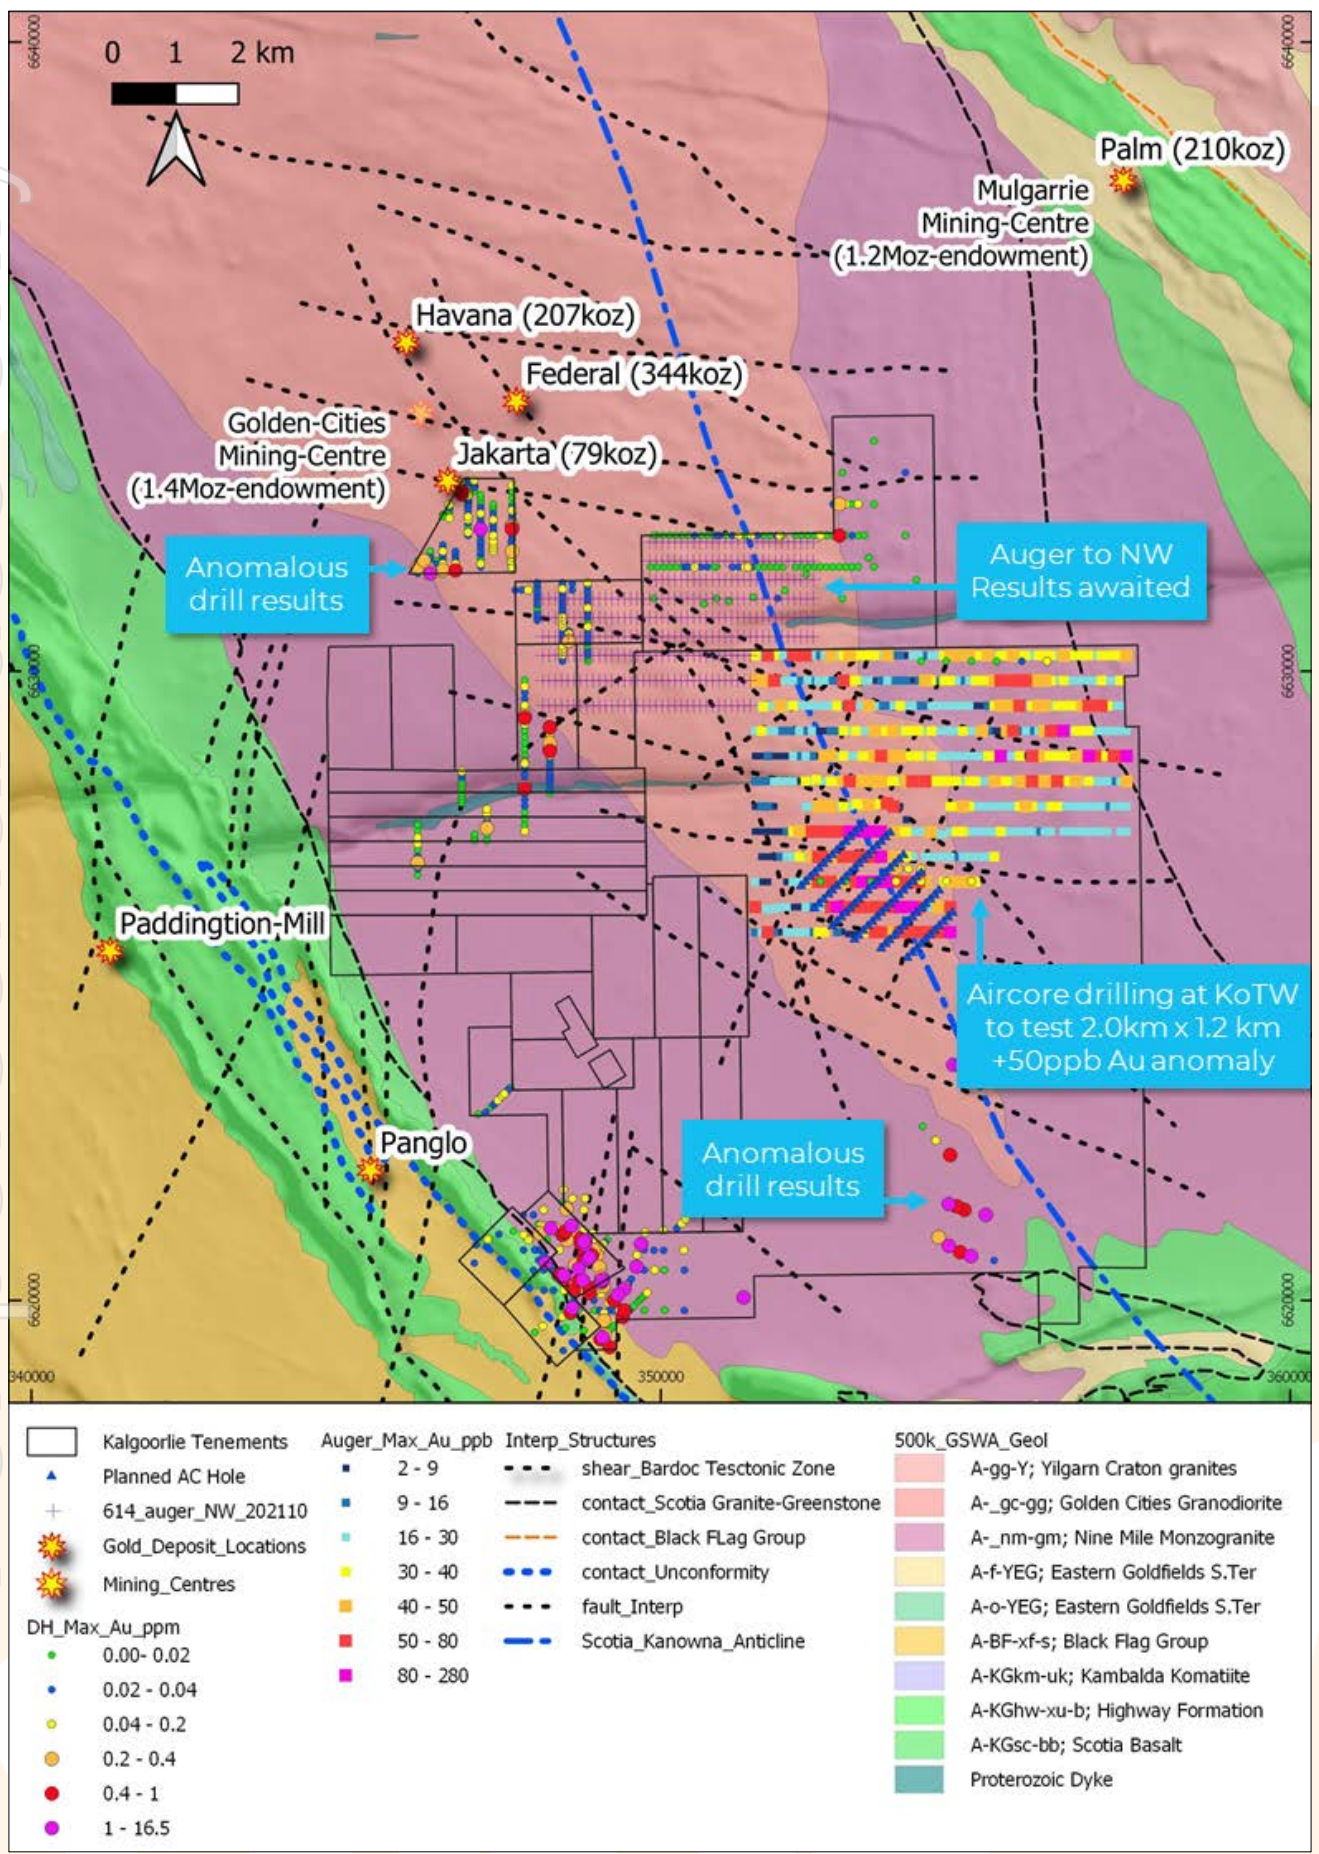 6640000
6640000
0 1 2 km
Palm (210koz)
Mulgarrie
Mining-Centre
(1.2Moz-endowment)
Havana (207koz)
Federal (344koz)
Golden-Cities
Mining-Centre
(1.4Moz-endowment)
Jakarta (79koz)
Anomalous
drill results
Auger to NW
Results awaited
6630000
6630000
Paddingtion-Mill
Aircore drilling at KoTW
to test 2.0km x 1.2 km
+50ppb Au anomaly
Panglo
Anomalous
drill results
6620000
6620000
340000
350000
360000
Kalgoorlie Tenements
Planned AC Hole
614_auger_NW_202110
Gold_Deposit_Locations
Mining_Centres
DH_Max_Au_ppm
0.00- 0.02
0.02 - 0.04
0.04 - 0.2
0.2 - 0.4
0.4 - 1
1 - 16.5
Auger_Max_Au_ppb
2 - 9
9 - 16
16 - 30
30 - 40
40 - 50
50 - 80
80 - 280
Interp_Structures
shear_Bardoc Tesctonic Zone
contact_Scotia Granite-Greenstone
contact_Black FLag Group
contact_Unconformity
fault_Interp
Scotia_Kanowna_Anticline
500k_GSWA_Geol
A-gg-Y; Yilgarn Craton granites
A-_gc-gg; Golden Cities Granodiorite
A-_nm-gm; Nine Mile Monzogranite
A-f-YEG; Eastern Goldfields S.Ter
A-o-YEG; Eastern Goldfields S.Ter
A-BF-xf-s; Black Flag Group
A-KGkm-uk; Kambalda Komatiite
A-KGhw-xu-b; Highway Formation
A-KGsc-bb; Scotia Basalt
Proterozoic Dyke